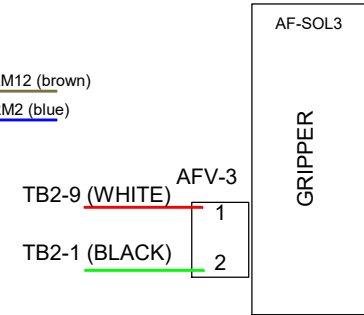 AF-SOL3
M12 (brown)
M2 (blue)
GRIPPER
AFV-3
TB2-9 (WHITE)
1
TB2-1 (BLACK)
2